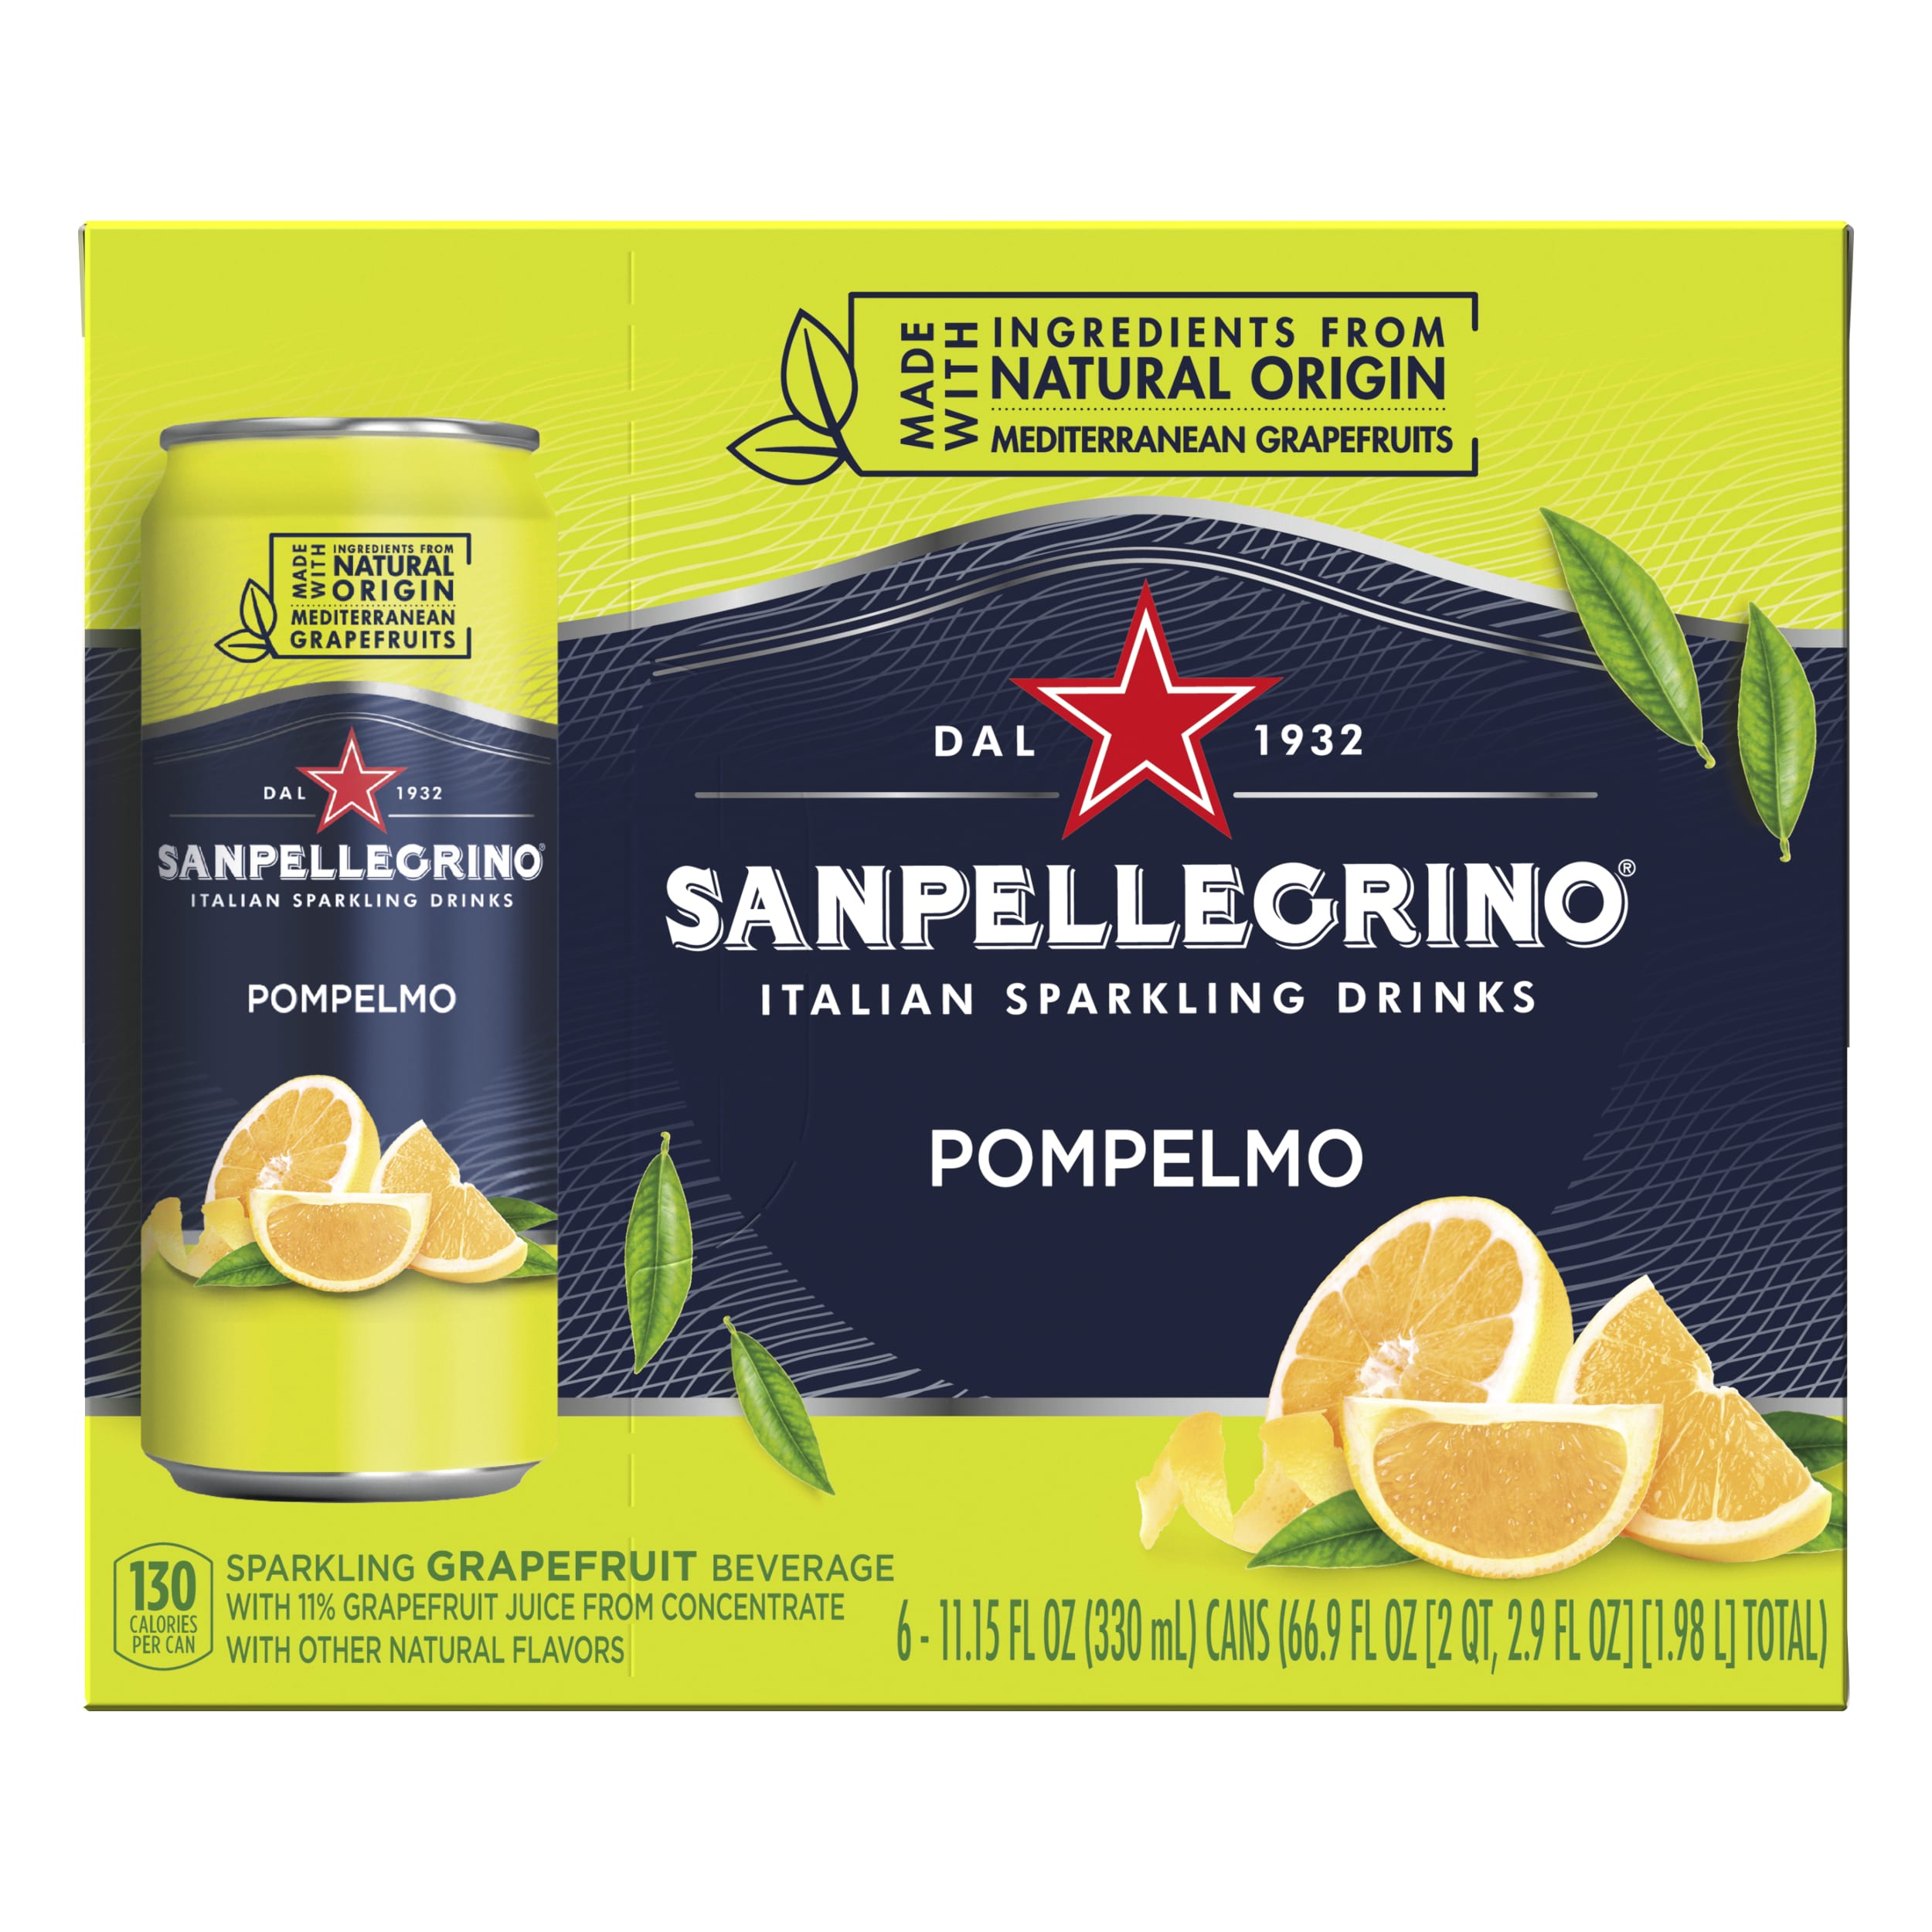 MADE WITH
INGREDIENTS FROM
NATURAL ORIGIN
MEDITERRANEAN GRAPEFRUITS
DAL 1932
SANPELLEGRINO®
ITALIAN SPARKLING DRINKS
POMPELMO
MADE WITH
INGREDIENTS FROM
NATURAL
ORIGIN
MEDITERRANEAN
GRAPEFRUITS
DAL 1932
SANPELLEGRINO®
ITALIAN SPARKLING DRINKS
POMPELMO
130
CALORIES
PER CAN
SPARKLING GRAPEFRUIT BEVERAGE
WITH 11% GRAPEFRUIT JUICE FROM CONCENTRATE
WITH OTHER NATURAL FLAVORS
6 - 11.15 FL OZ (330 mL) CANS (66.9 FL OZ [2 QT, 2.9 FL OZ] [1.98 L] TOTAL)